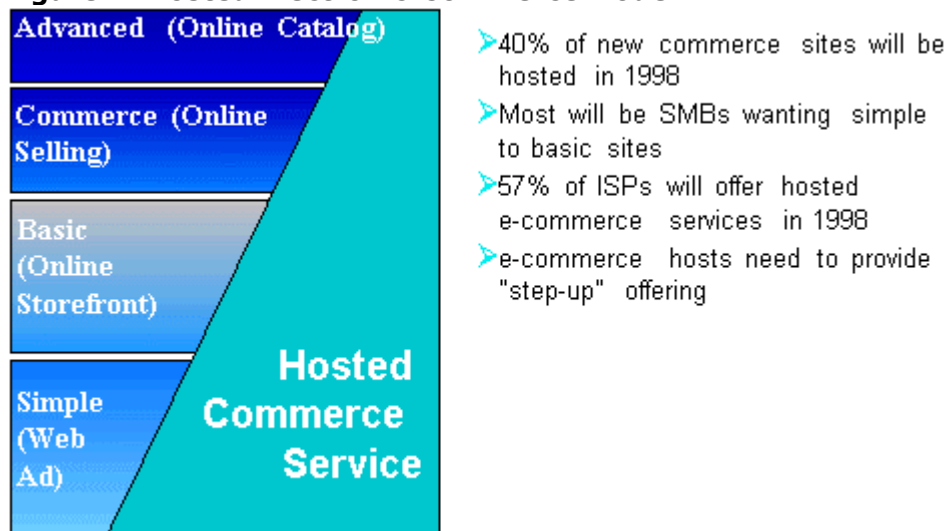 Advanced (Online Catalog)
Commerce (Online
Selling)
Basic
(Online
Storefront)
Simple
(Web
Ad)
Hosted
Commerce
Service
➢40% of new commerce sites will be
hosted in 1998
➢Most will be SMBs wanting simple
to basic sites
➢57% of ISPs will offer hosted
e-commerce services in 1998
➢e-commerce hosts need to provide
"step-up" offering